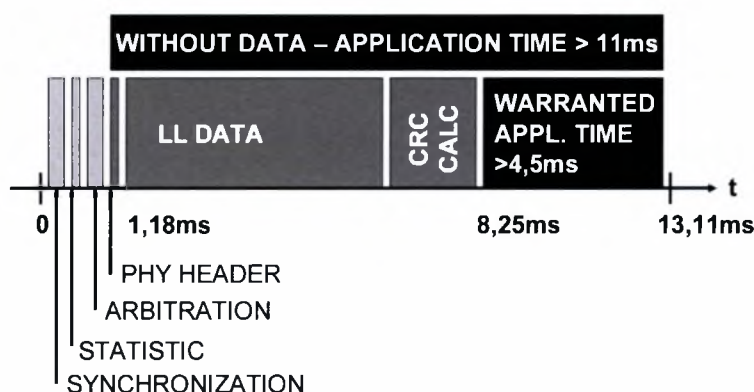 WITHOUT DATA – APPLICATION TIME > 11ms
LL DATA
CRC
CALC
WARRANTED
APPL. TIME
>4,5ms
t
0
1,18ms
8,25ms
13,11ms
PHY HEADER
ARBITRATION
STATISTIC
SYNCHRONIZATION